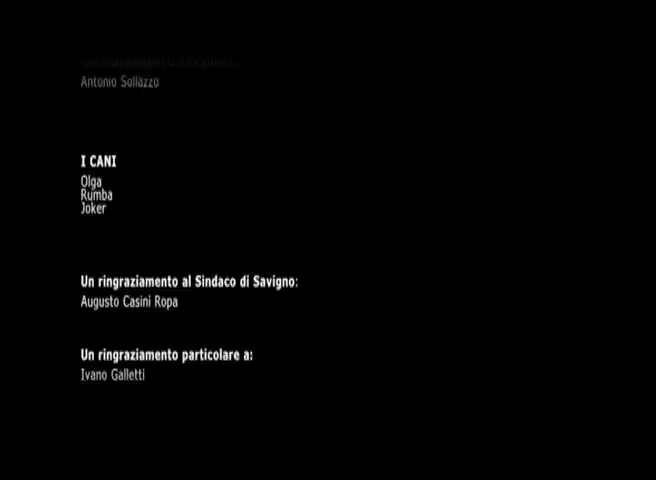 Antonio Sollazzo
I CANI
Olga
Rumba
Joker
Un ringraziamento al Sindaco di Savigno:
Augusto Casini Ropa
Un ringraziamento particolare a:
Ivano Galletti